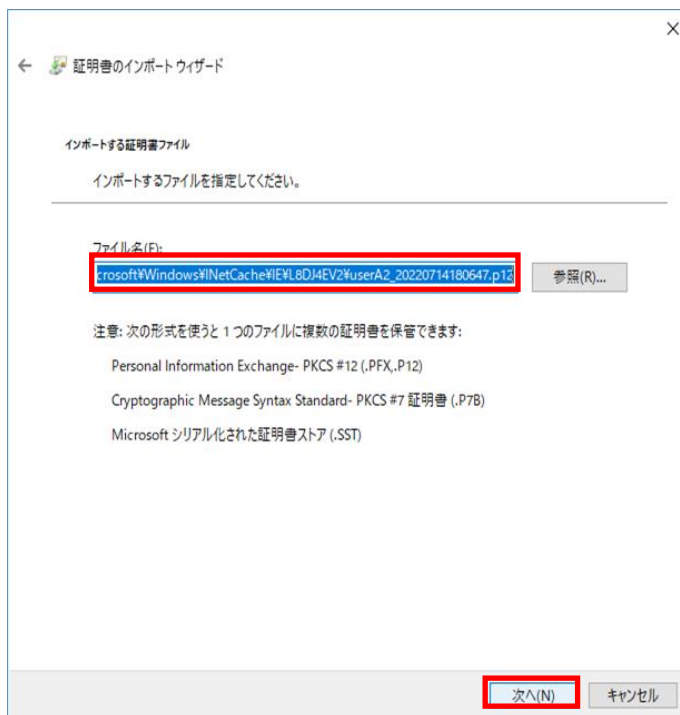 証明書のインポート ウィザード
インポートする証明書ファイル
インポートするファイルを指定してください。
ファイル名(F):
crosoft¥Windows¥INetCache¥IE¥L8DJ4EV2¥userA2_20220714180647.p12
参照(R)...
注意: 次の形式を使うと 1 つのファイルに複数の証明書を保管できます:
Personal Information Exchange- PKCS #12 (.PFX,.P12)
Cryptographic Message Syntax Standard- PKCS #7 証明書 (.P7B)
Microsoft シリアル化された証明書ストア (.SST)
次へ(N)
キャンセル